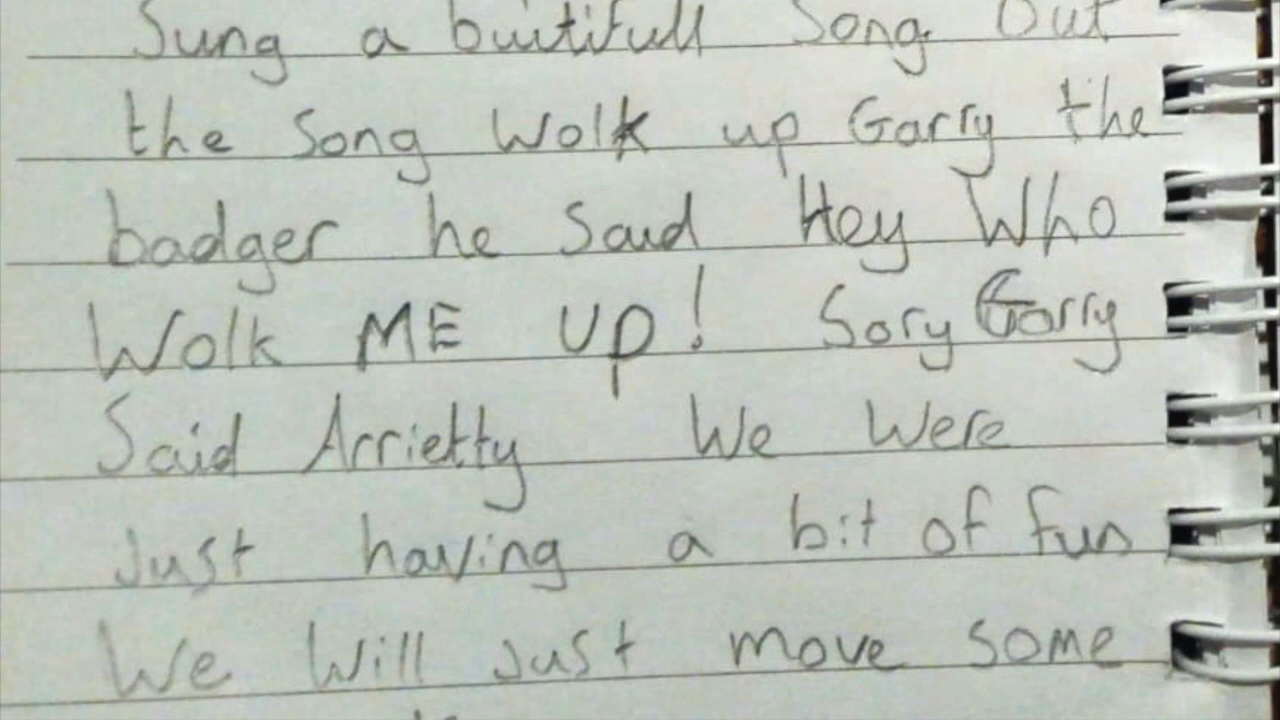 Sung a buitifull Song but
the Song Wolk up Garry the
badger he Said Hey Who
Wolk ME UP! Sory Garry
Said Arrietty We Were
Just having a bit of fun
We Will Just move some